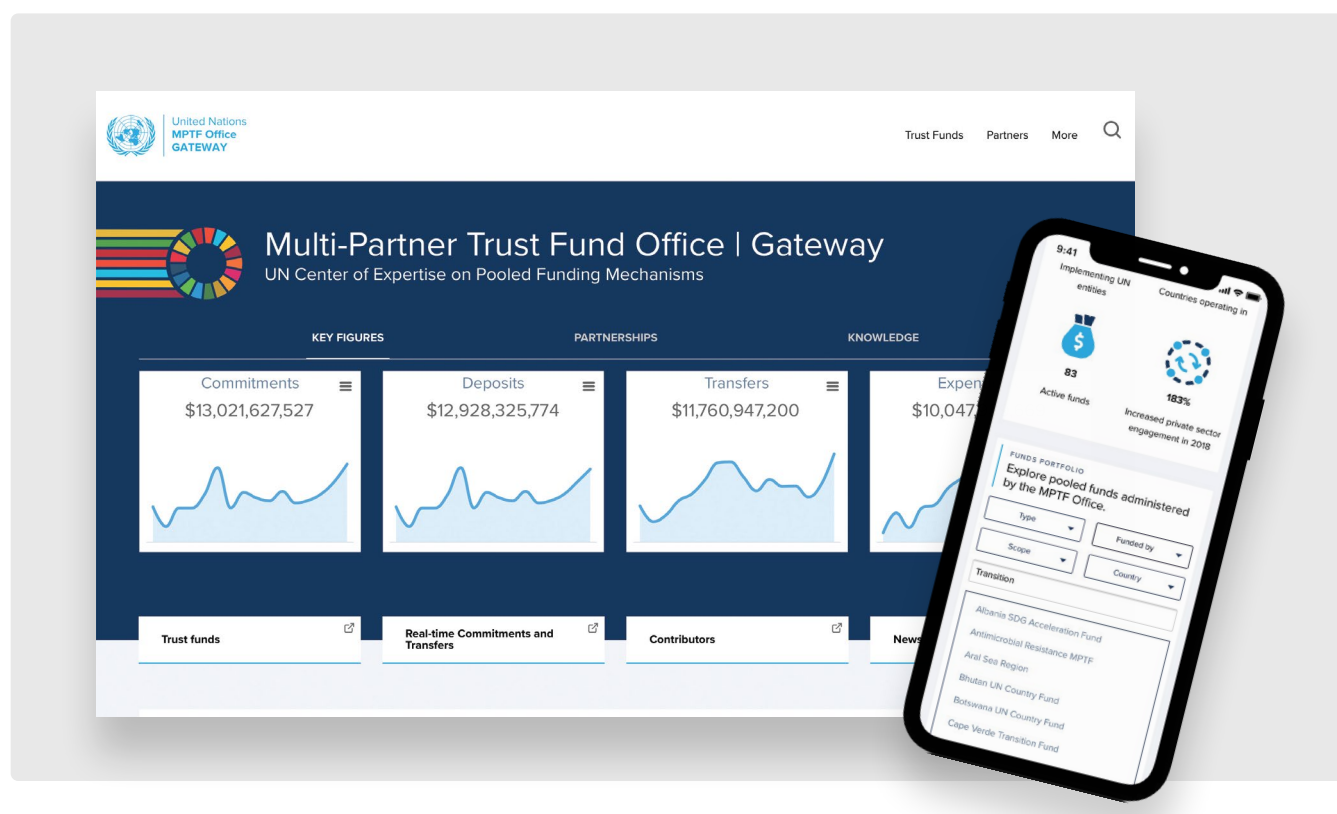 United Nations
MPTF Office
GATEWAY
Trust Funds Partners More
Multi-Partner Trust Fund Office | Gateway
UN Center of Expertise on Pooled Funding Mechanisms
KEY FIGURES PARTNERSHIPS KNOWLEDGE
Commitments
$13,021,627,527
Deposits
$12,928,325,774
Transfers
$11,760,947,200
Expen
$10,047,
Trust funds
Real-time Commitments and
Transfers
Contributors
News
9:41
Implementing UN
entities
Countries operating in
83
Active funds
183%
Increased private sector
engagement in 2018
FUNDS PORTFOLIO
Explore pooled funds administered
by the MPTF Office.
Type
Funded by
Scope
Country
Transition
Albania SDG Acceleration Fund
Antimicrobial Resistance MPTF
Aral Sea Region
Bhutan UN Country Fund
Botswana UN Country Fund
Cape Verde Transition Fund